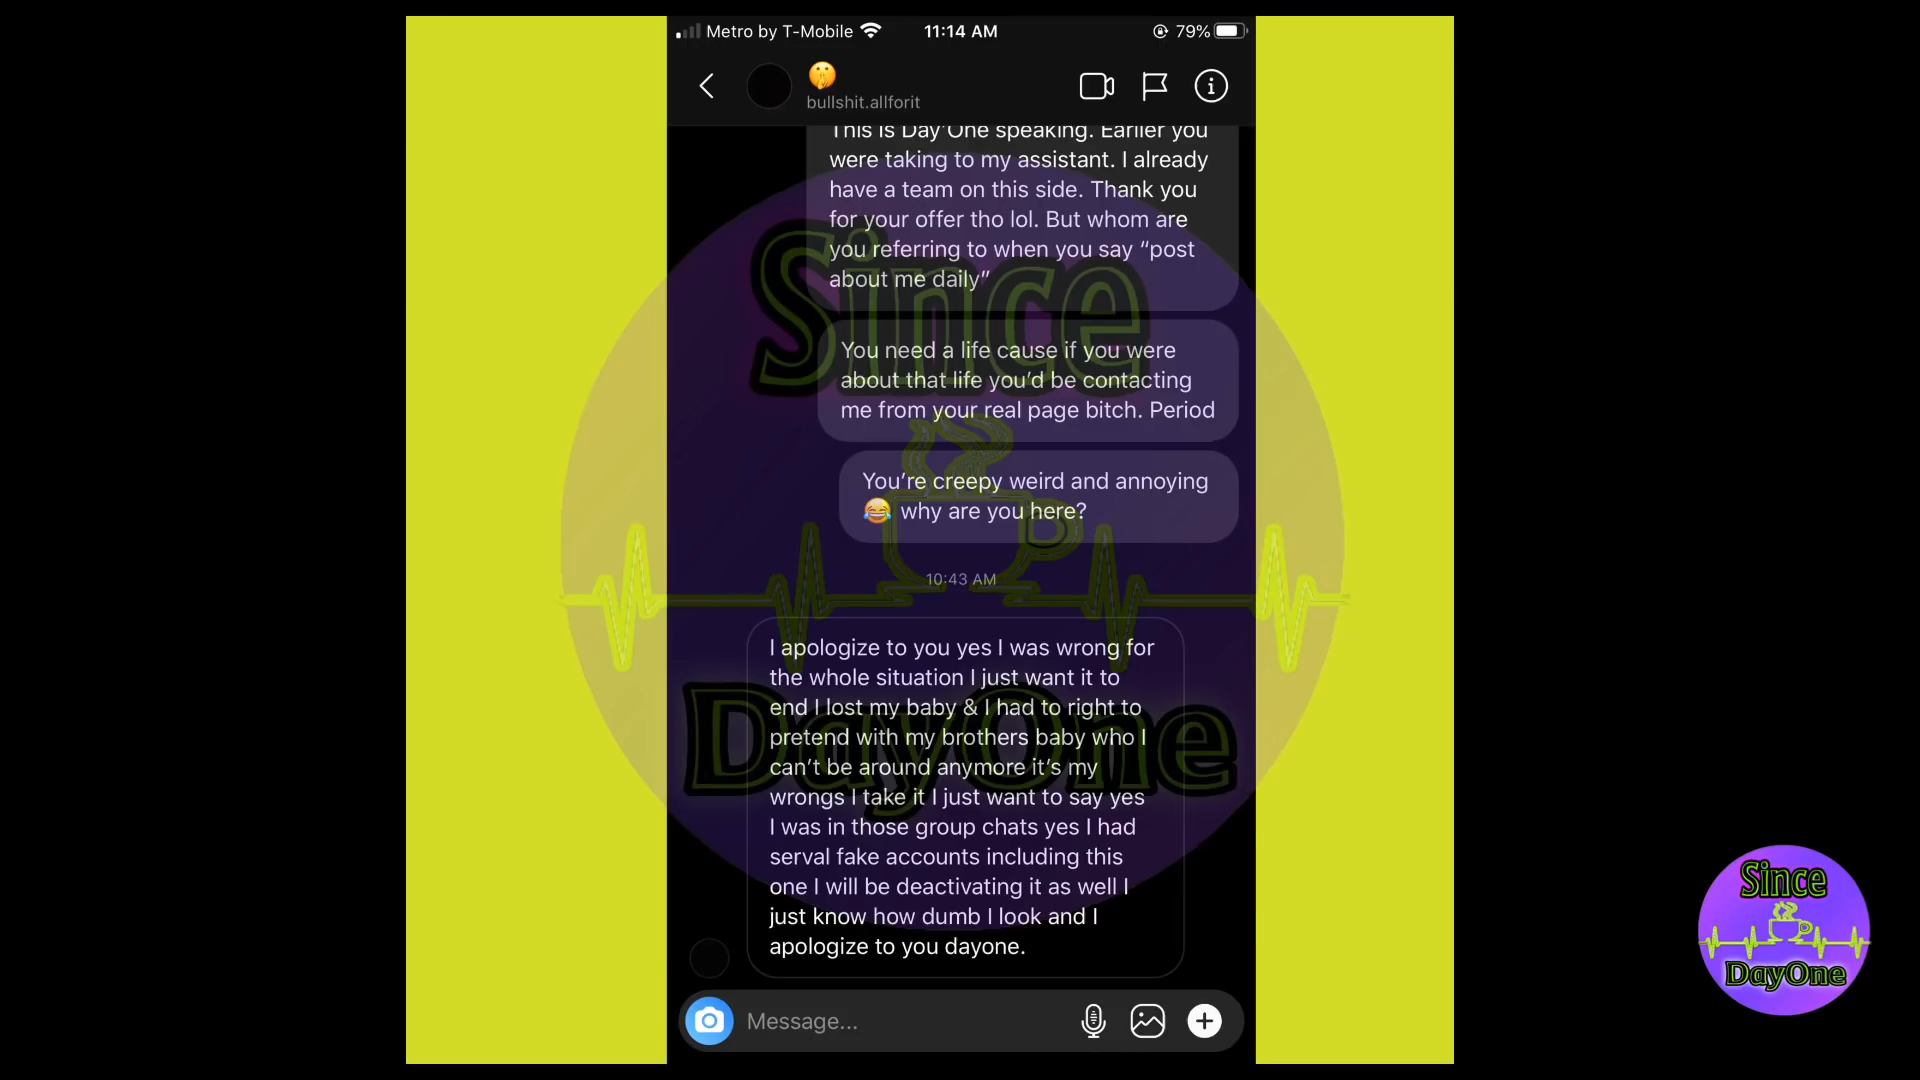 Metro by T-Mobile
11:14 AM
79%
bullshit.allforit
This is Day'One speaking. Earlier you
were taking to my assistant. I already
have a team on this side. Thank you
for your offer tho lol. But whom are
you referring to when you say “post
about me daily”
You need a life cause if you were
about that life you’d be contacting
me from your real page bitch. Period
You’re creepy weird and annoying
😂 why are you here?
10:43 AM
I apologize to you yes I was wrong for
the whole situation I just want it to
end I lost my baby & I had to right to
pretend with my brothers baby who I
can’t be around anymore it’s my
wrongs I take it I just want to say yes
I was in those group chats yes I had
serval fake accounts including this
one I will be deactivating it as well I
just know how dumb I look and I
apologize to you dayone.
Message...
Since
DayOne
Since
DayOne